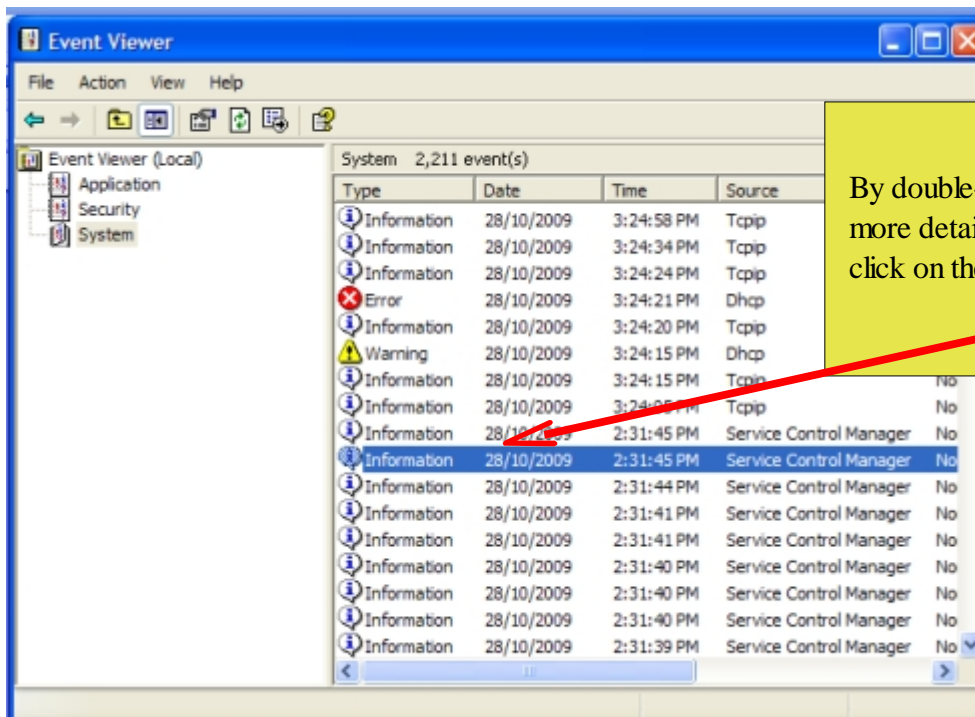 Event Viewer
File Action View Help
Event Viewer (Local)
Application
Security
System
System 2,211 event(s)
Type Date Time Source
Information 28/10/2009 3:24:58 PM Tcpip
Information 28/10/2009 3:24:34 PM Tcpip
Information 28/10/2009 3:24:24 PM Tcpip
Error 28/10/2009 3:24:21 PM Dhcp
Information 28/10/2009 3:24:20 PM Tcpip
Warning 28/10/2009 3:24:15 PM Dhcp
Information 28/10/2009 3:24:15 PM Tcpip No
Information 28/10/2009 3:24:05 PM Tcpip No
Information 28/10/2009 2:31:45 PM Service Control Manager No
Information 28/10/2009 2:31:45 PM Service Control Manager No
Information 28/10/2009 2:31:44 PM Service Control Manager No
Information 28/10/2009 2:31:41 PM Service Control Manager No
Information 28/10/2009 2:31:41 PM Service Control Manager No
Information 28/10/2009 2:31:40 PM Service Control Manager No
Information 28/10/2009 2:31:40 PM Service Control Manager No
Information 28/10/2009 2:31:40 PM Service Control Manager No
Information 28/10/2009 2:31:39 PM Service Control Manager No
By double-
more detai
click on the